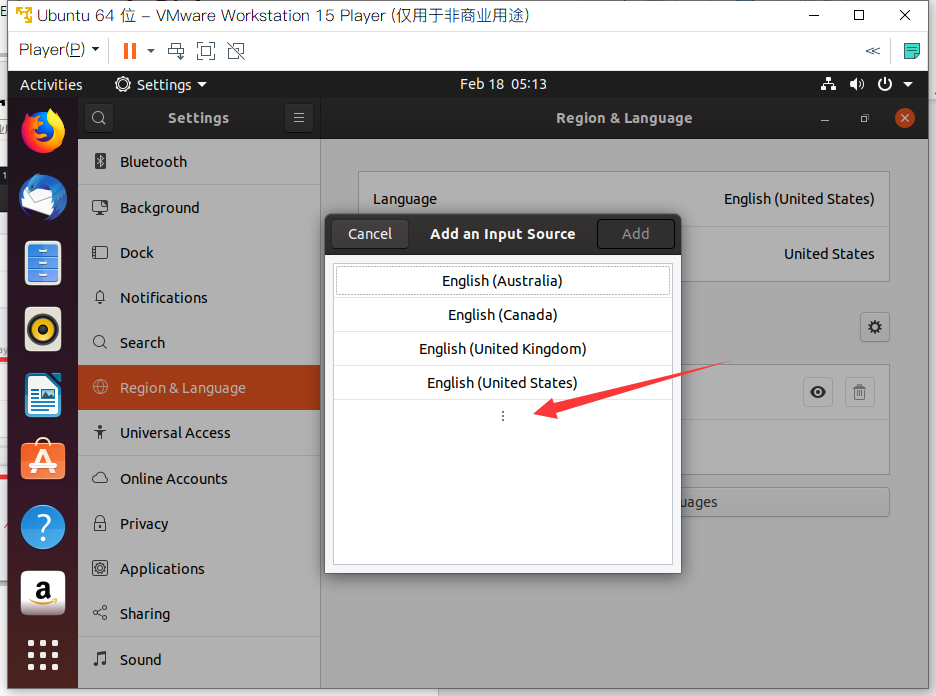 Ubuntu 64 位 – VMware Workstation 15 Player (仅用于非商业用途)
Player(P)
Activities
Settings
Feb 18 05:13
Settings
Region & Language
Bluetooth
Background
Dock
Notifications
Search
Region & Language
Universal Access
Online Accounts
Privacy
Applications
Sharing
Sound
Language
English (United States)
United States
uages
Cancel
Add an Input Source
Add
English (Australia)
English (Canada)
English (United Kingdom)
English (United States)